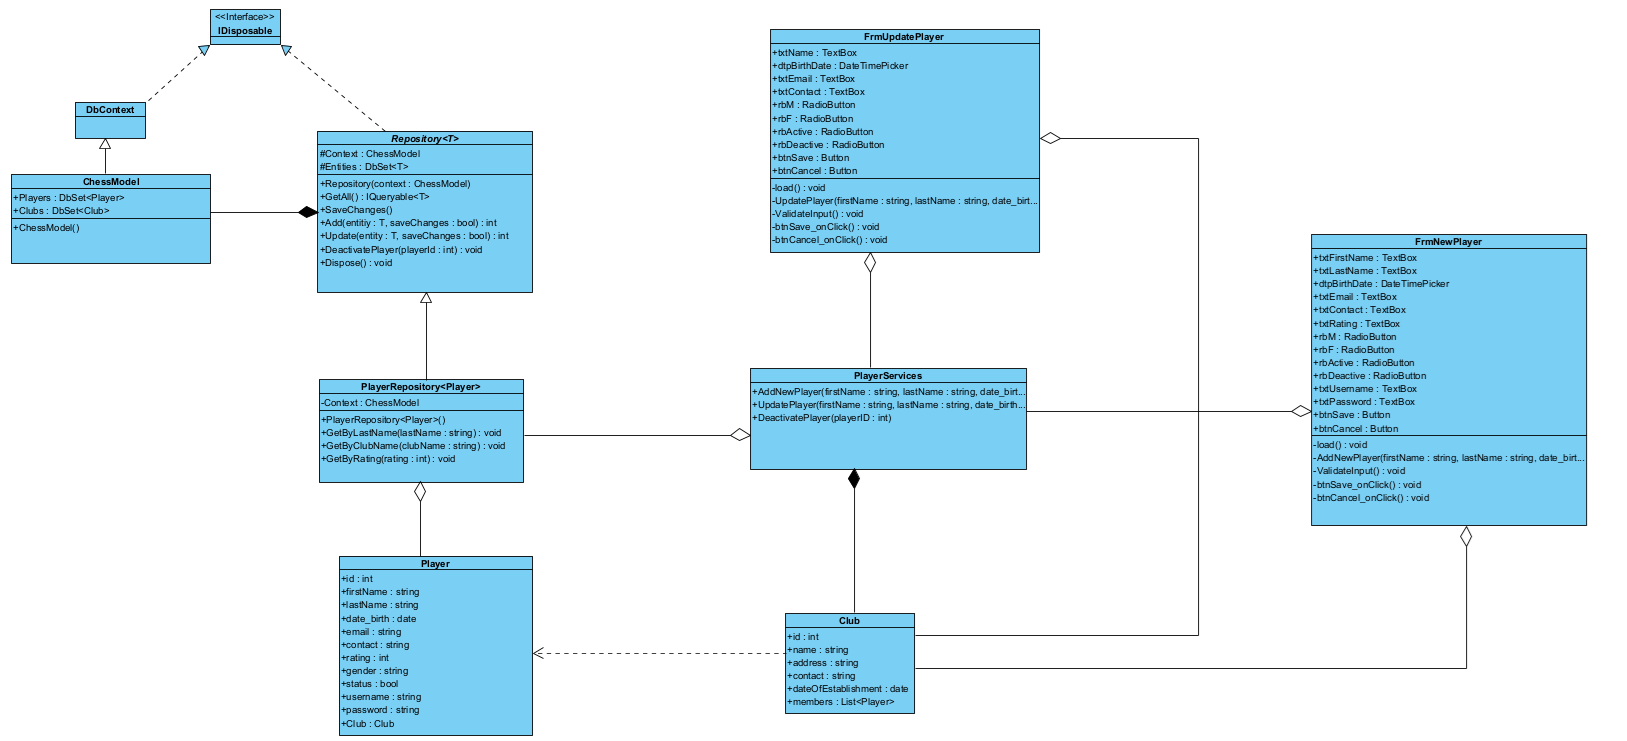 <<Interface>>
IDisposable
DbContext
ChessModel
+Players : DbSet<Player>
+Clubs : DbSet<Club>
+ChessModel()
Repository<T>
#Context : ChessModel
#Entities : DbSet<T>
+Repository(context : ChessModel)
+GetAll() : IQueryable<T>
+SaveChanges()
+Add(entitiy : T, saveChanges : bool) : int
+Update(entity : T, saveChanges : bool) : int
+DeactivatePlayer(playerId : int) : void
+Dispose() : void
PlayerRepository<Player>
-Context : ChessModel
+PlayerRepository<Player>()
+GetByLastName(lastName : string) : void
+GetByClubName(clubName : string) : void
+GetByRating(rating : int) : void
Player
+id : int
+firstName : string
+lastName : string
+date_birth : date
+email : string
+contact : string
+rating : int
+gender : string
+status : bool
+username : string
+password : string
+Club : Club
FrmUpdatePlayer
+txtName : TextBox
+dtpBirthDate : DateTimePicker
+txtEmail : TextBox
+txtContact : TextBox
+rbM : RadioButton
+rbF : RadioButton
+rbActive : RadioButton
+rbDeactive : RadioButton
+btnSave : Button
+btnCancel : Button
-load() : void
-UpdatePlayer(firstName : string, lastName : string, date_birt...
-ValidateInput() : void
-btnSave_onClick() : void
-btnCancel_onClick() : void
PlayerServices
+AddNewPlayer(firstName : string, lastName : string, date_birt...
+UpdatePlayer(firstName : string, lastName : string, date_birth...
+DeactivatePlayer(playerID : int)
Club
+id : int
+name : string
+address : string
+contact : string
+dateOfEstablishment : date
+members : List<Player>
FrmNewPlayer
+txtFirstName : TextBox
+txtLastName : TextBox
+dtpBirthDate : DateTimePicker
+txtEmail : TextBox
+txtContact : TextBox
+txtRating : TextBox
+rbM : RadioButton
+rbF : RadioButton
+rbActive : RadioButton
+rbDeactive : RadioButton
+txtUsername : TextBox
+txtPassword : TextBox
+btnSave : Button
+btnCancel : Button
-load() : void
-AddNewPlayer(firstName : string, lastName : string, date_birt...
-ValidateInput() : void
-btnSave_onClick() : void
-btnCancel_onClick() : void